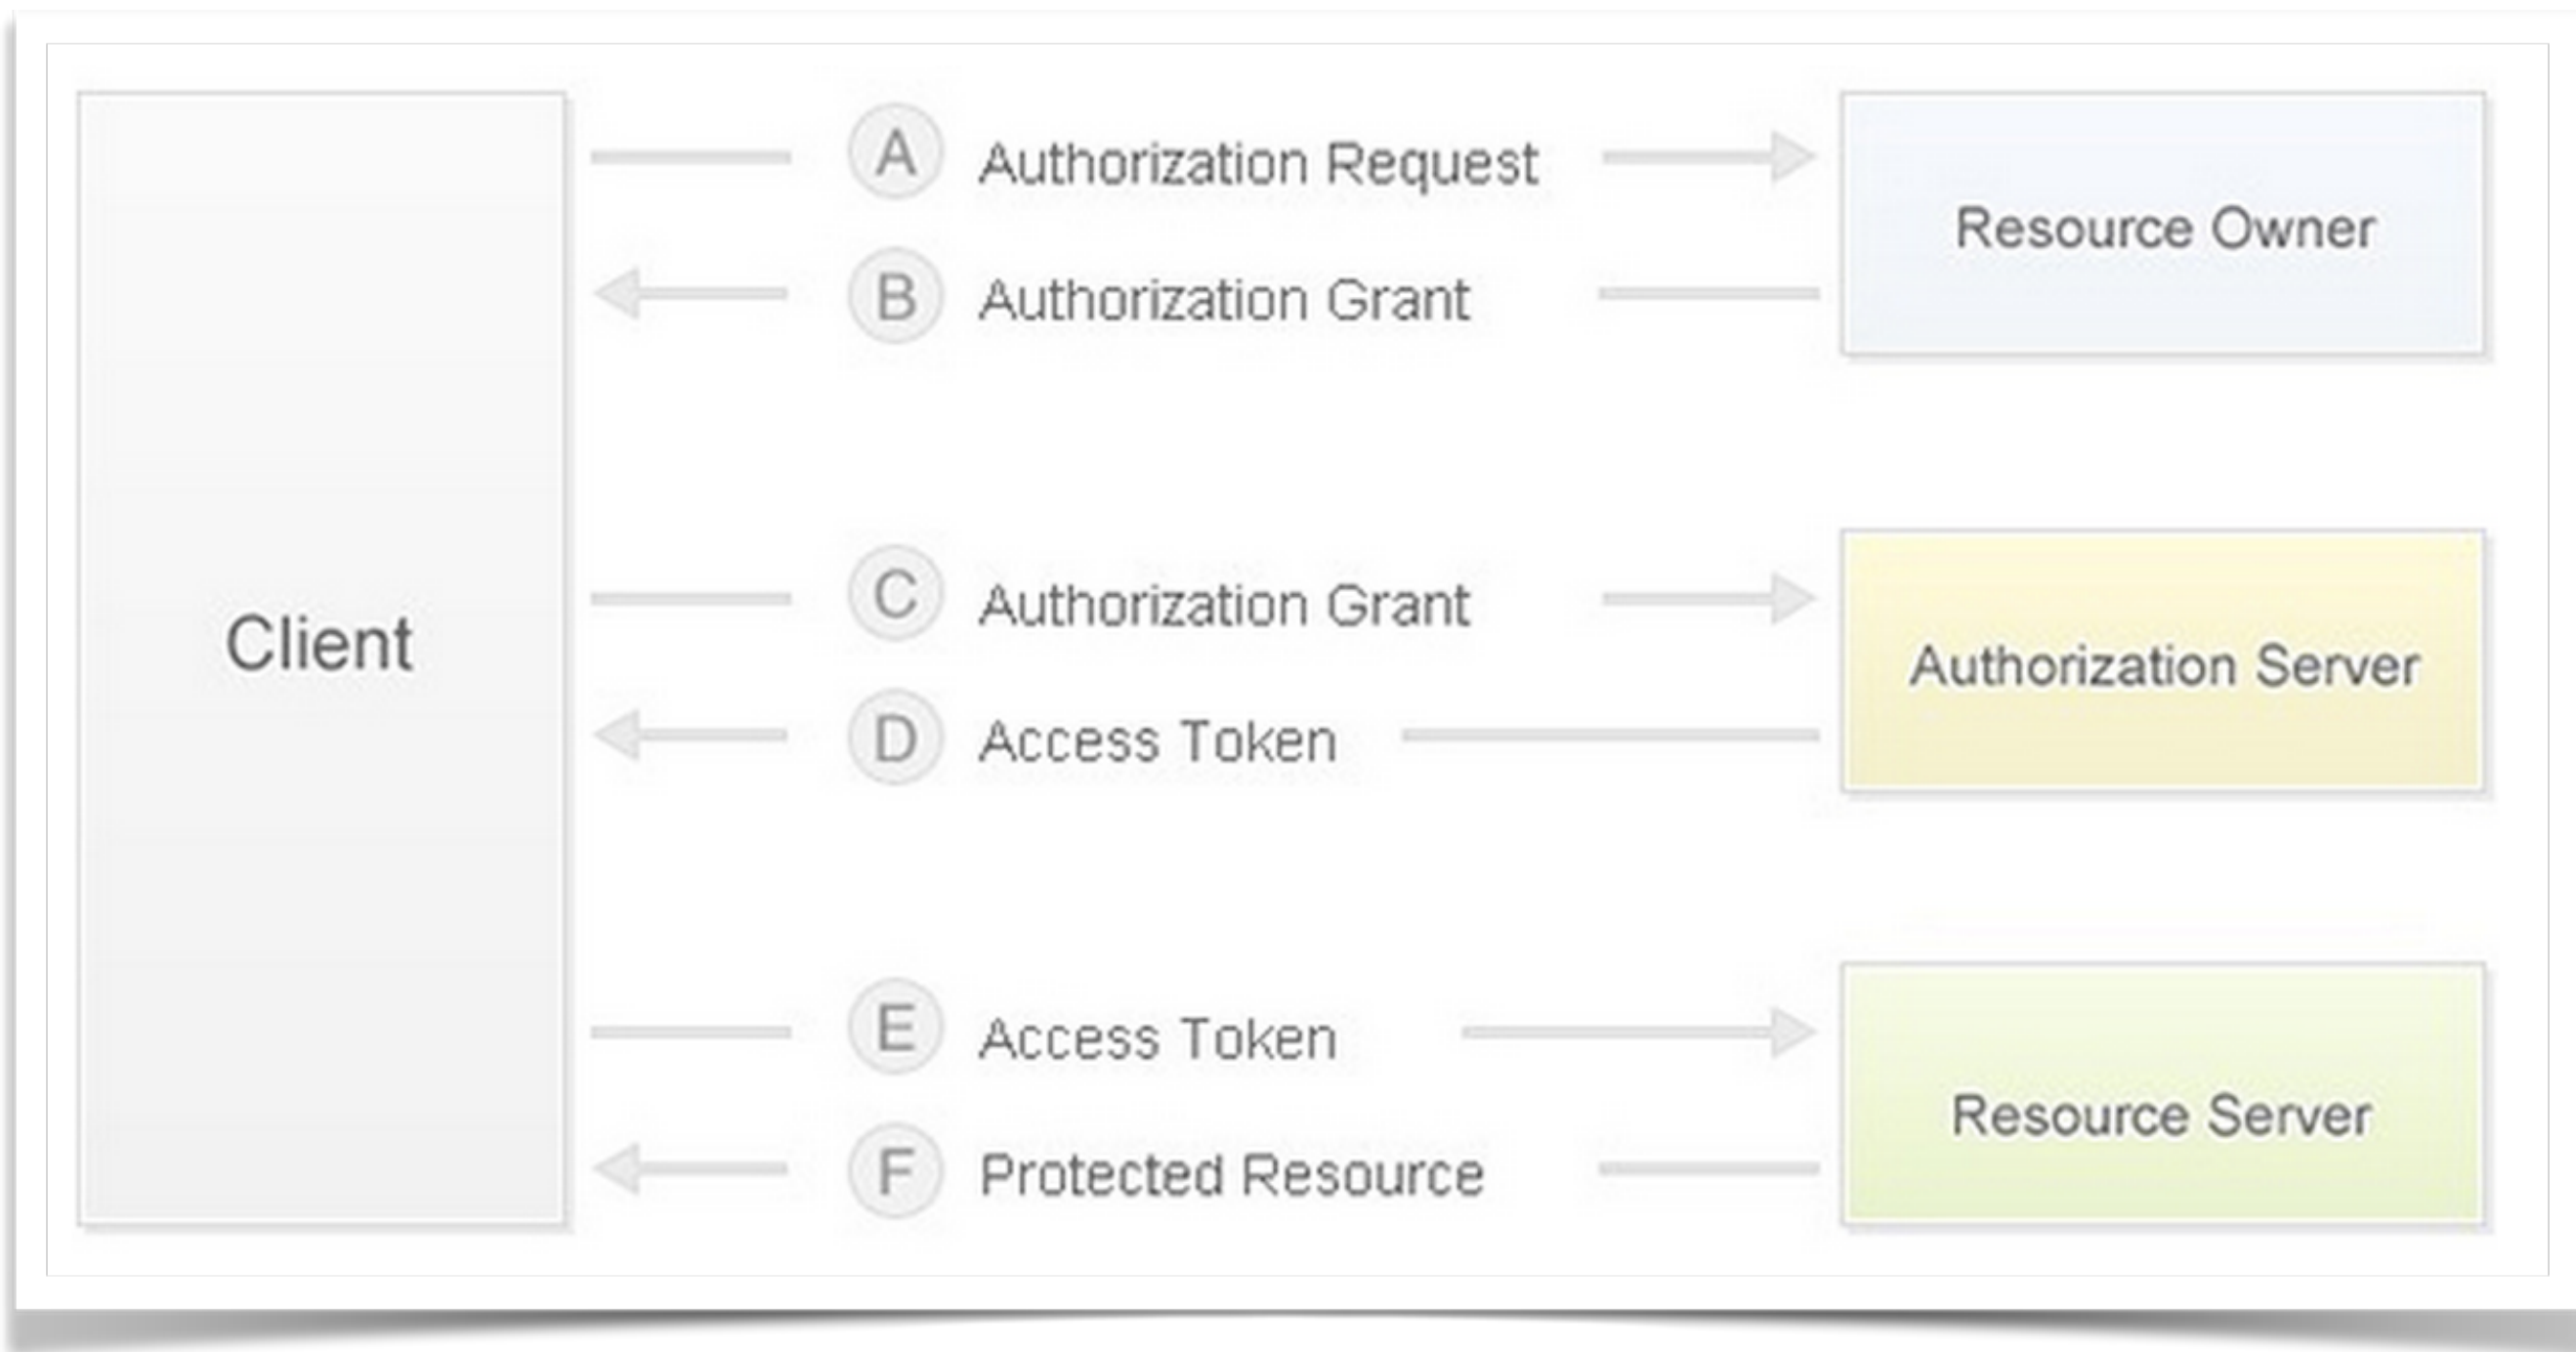 A Authorization Request
Resource Owner
B Authorization Grant
Client
C Authorization Grant
Authorization Server
D Access Token
E Access Token
Resource Server
F Protected Resource